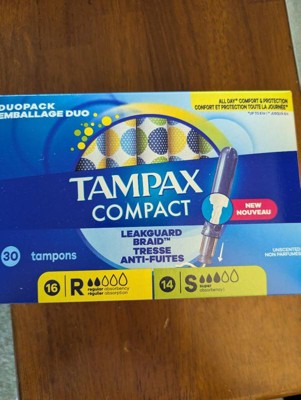 DUOPACK
EMBALLAGE DUO
ALL DAY* COMFORT & PROTECTION
CONFORT ET PROTECTION TOUTE LA JOURNÉE*
TAMPAX
COMPACT
LEAKGUARD
BRAID™
TRESSE
ANTI-FUITES
NEW
NOUVEAU
30 tampons
UNSCENTED
NON PARFUMÉS
16 R regular absorbency
régulier absorption
14 S super
absorbency